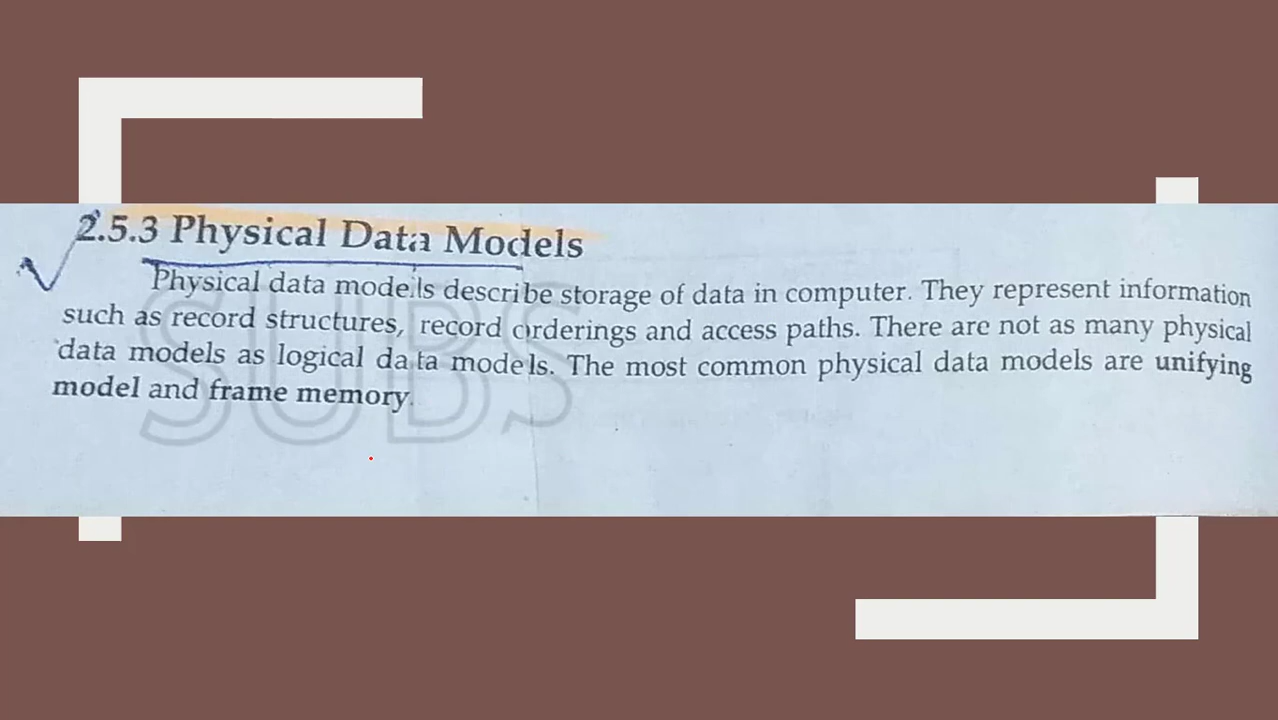 2.5.3 Physical Data Models
Physical data models describe storage of data in computer. They represent information
such as record structures, record orderings and access paths. There are not as many physical
data models as logical data models. The most common physical data models are unifying
model and frame memory.
SUBS